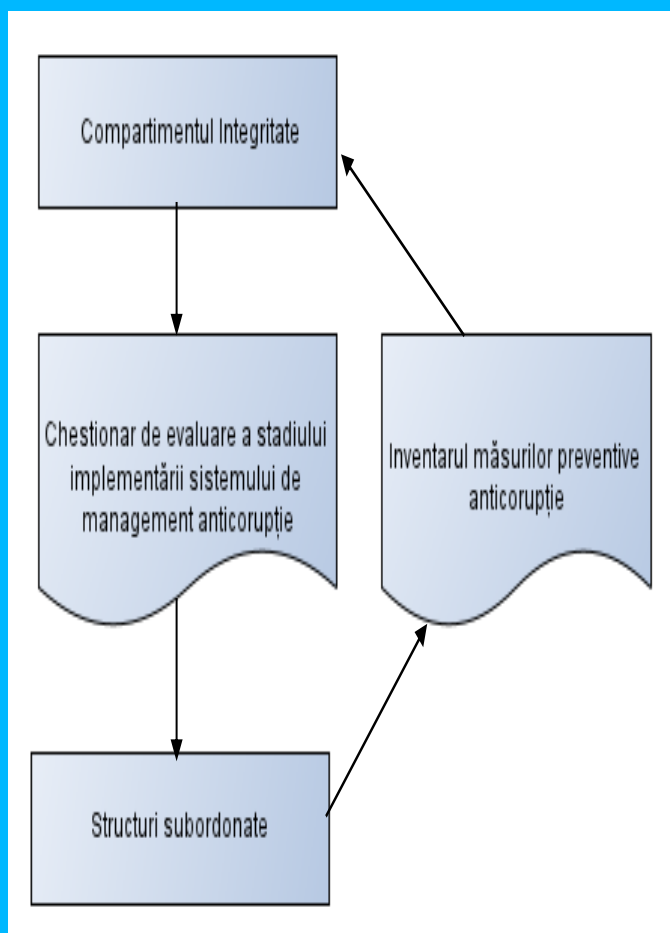 Compartimentul Integritate
Chestionar de evaluare a stadiului
implementării sistemului de
management anticorupție
Inventarul măsurilor preventive
anticorupție
Structuri subordonate